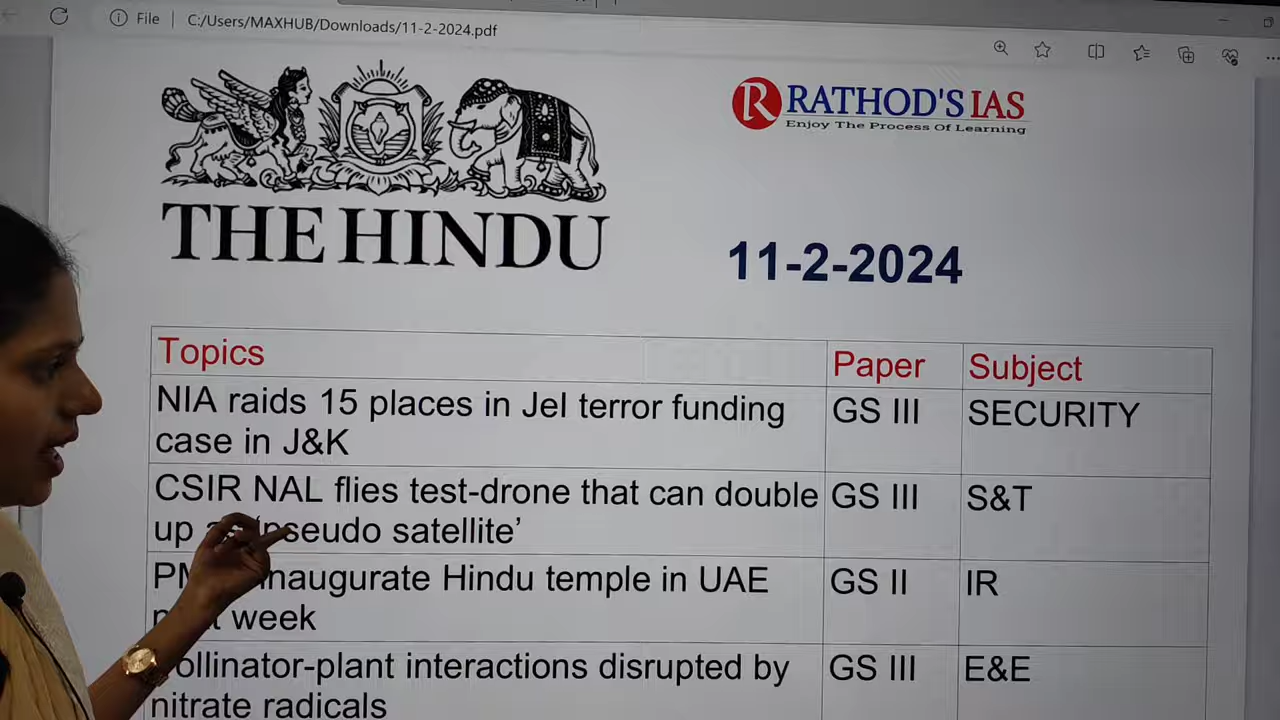 File | C:/Users/MAXHUB/Downloads/11-2-2024.pdf
R RATHOD'S IAS
Enjoy The Process Of Learning
THE HINDU
11-2-2024
Topics Paper Subject
NIA raids 15 places in JeI terror funding GS III SECURITY
case in J&K
CSIR NAL flies test-drone that can double GS III S&T
up pseudo satellite’
inaugurate Hindu temple in UAE GS II IR
week
ollinator-plant interactions disrupted by GS III E&E
nitrate radicals